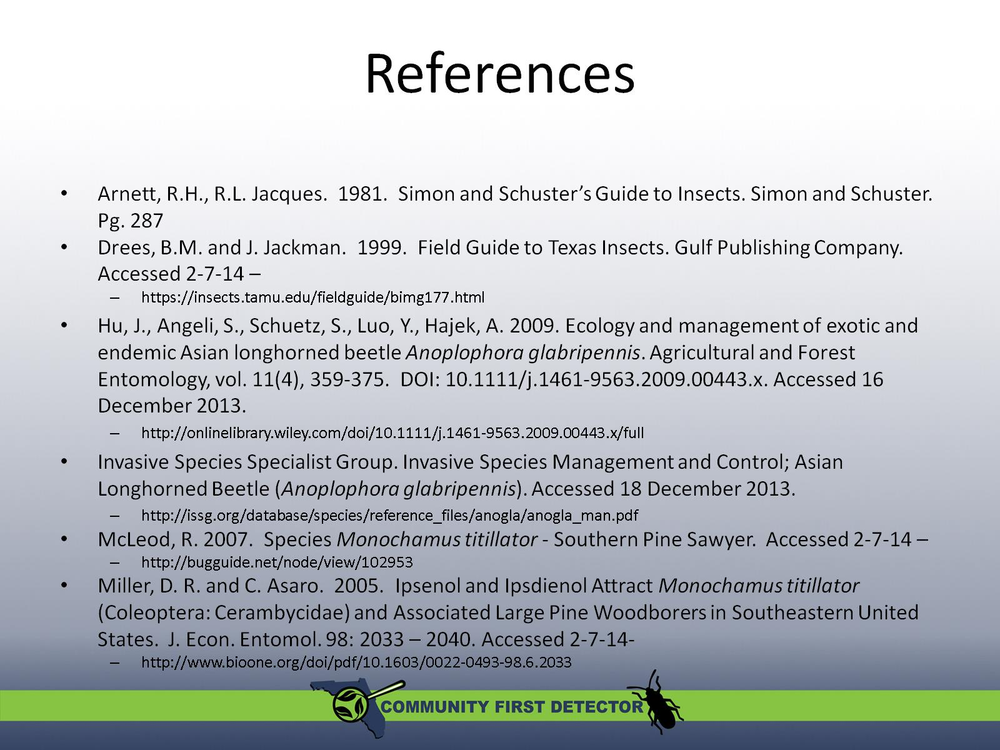 References
• Arnett, R.H., R.L. Jacques.  1981.  Simon and Schuster’s Guide to Insects. Simon and Schuster.
Pg. 287
• Drees, B.M. and J. Jackman.  1999.  Field Guide to Texas Insects. Gulf Publishing Company.
Accessed 2-7-14 –
– https://insects.tamu.edu/fieldguide/bimg177.html
• Hu, J., Angeli, S., Schuetz, S., Luo, Y., Hajek, A. 2009. Ecology and management of exotic and
endemic Asian longhorned beetle Anoplophora glabripennis. Agricultural and Forest
Entomology, vol. 11(4), 359-375.  DOI: 10.1111/j.1461-9563.2009.00443.x. Accessed 16
December 2013.
– http://onlinelibrary.wiley.com/doi/10.1111/j.1461-9563.2009.00443.x/full
• Invasive Species Specialist Group. Invasive Species Management and Control; Asian
Longhorned Beetle (Anoplophora glabripennis). Accessed 18 December 2013.
– http://issg.org/database/species/reference_files/anogla/anogla_man.pdf
• McLeod, R. 2007.  Species Monochamus titillator - Southern Pine Sawyer.  Accessed 2-7-14 –
– http://bugguide.net/node/view/102953
• Miller, D. R. and C. Asaro.  2005.  Ipsenol and Ipsdienol Attract Monochamus titillator
(Coleoptera: Cerambycidae) and Associated Large Pine Woodborers in Southeastern United
States.  J. Econ. Entomol. 98: 2033 – 2040. Accessed 2-7-14-
– http://www.bioone.org/doi/pdf/10.1603/0022-0493-98.6.2033
COMMUNITY FIRST DETECTOR